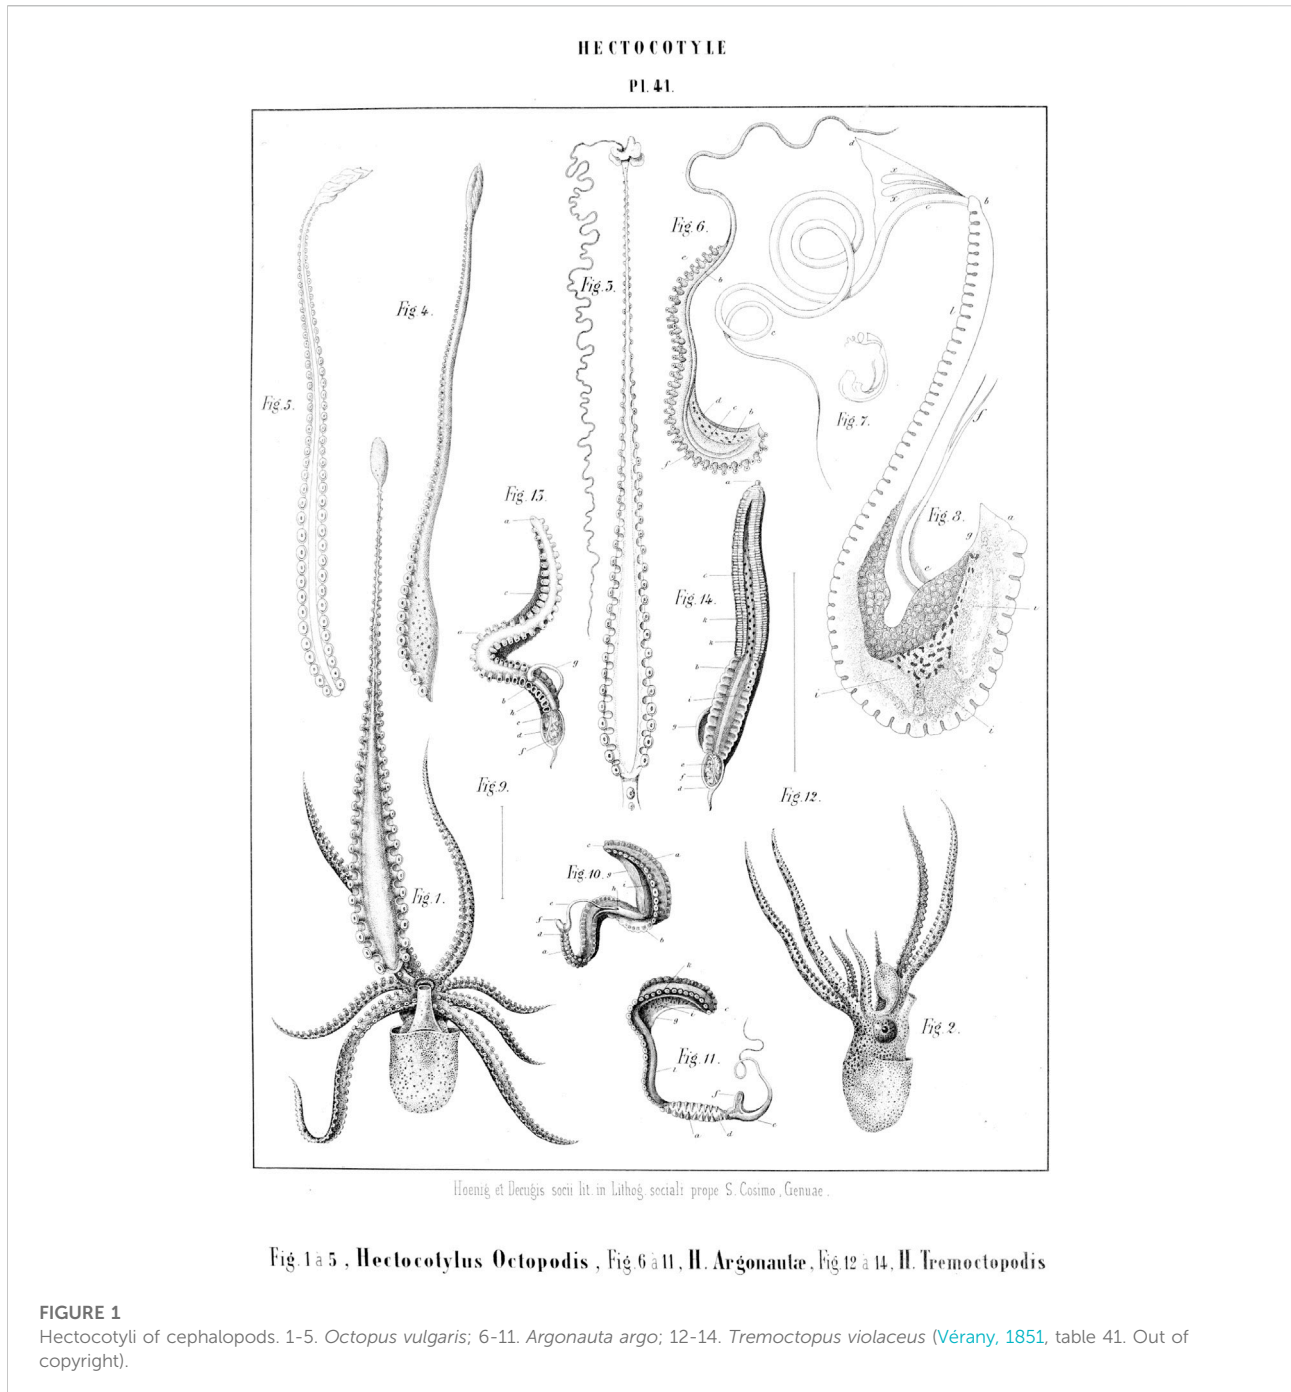 HECTOCOTYLE
Pl. 41.
Fig. 6.
Fig. 3.
Fig. 4.
Fig. 5.
Fig. 7.
Fig. 13.
Fig. 8.
Fig. 14.
Fig. 9.
Fig. 12.
Fig. 10.
Fig. 1.
Fig. 2.
Fig. 11.
Hoenig et Decugis socii lit. in Lithog. sociali prope S. Cosimo, Genuae.
Fig. 1 à 5, Hectocotylus Octopodis, Fig. 6 à 11, H. Argonautæ, Fig. 12 à 14, H. Tremoctopodis
FIGURE 1
Hectocotyli of cephalopods. 1-5. Octopus vulgaris; 6-11. Argonauta argo; 12-14. Tremoctopus violaceus (Vérany, 1851, table 41. Out of
copyright).